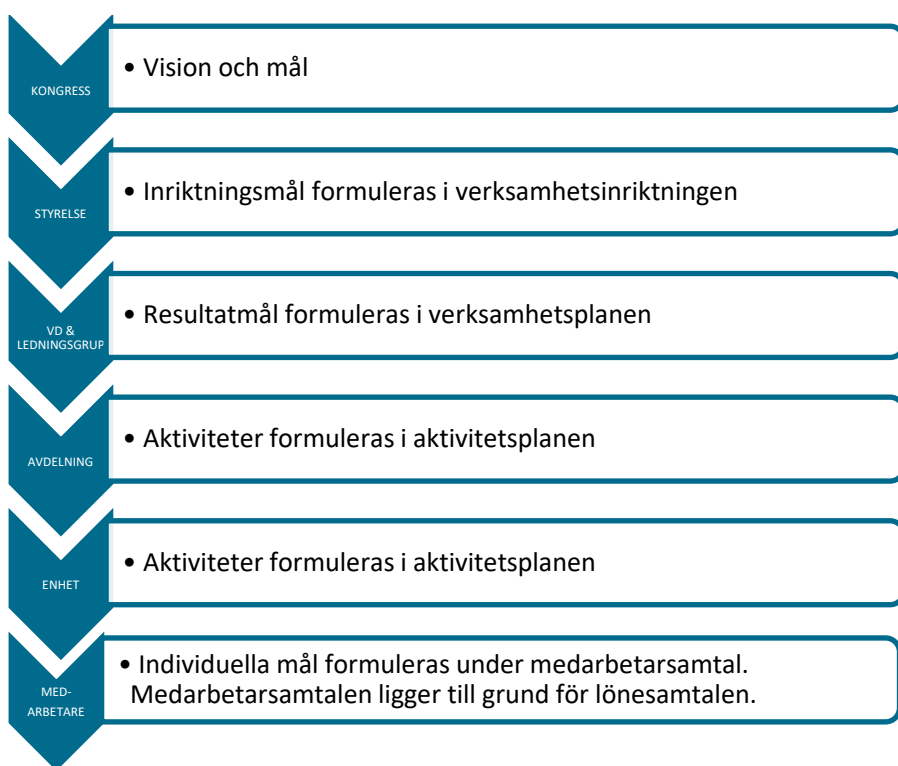 KONGRESS
• Vision och mål
STYRELSE
• Inriktningsmål formuleras i verksamhetsinriktningen
VD &
LEDNINGSGRUP
• Resultatmål formuleras i verksamhetsplanen
AVDELNING
• Aktiviteter formuleras i aktivitetsplanen
ENHET
• Aktiviteter formuleras i aktivitetsplanen
MED-
ARBETARE
• Individuella mål formuleras under medarbetarsamtal.
Medarbetarsamtalen ligger till grund för lönesamtalen.